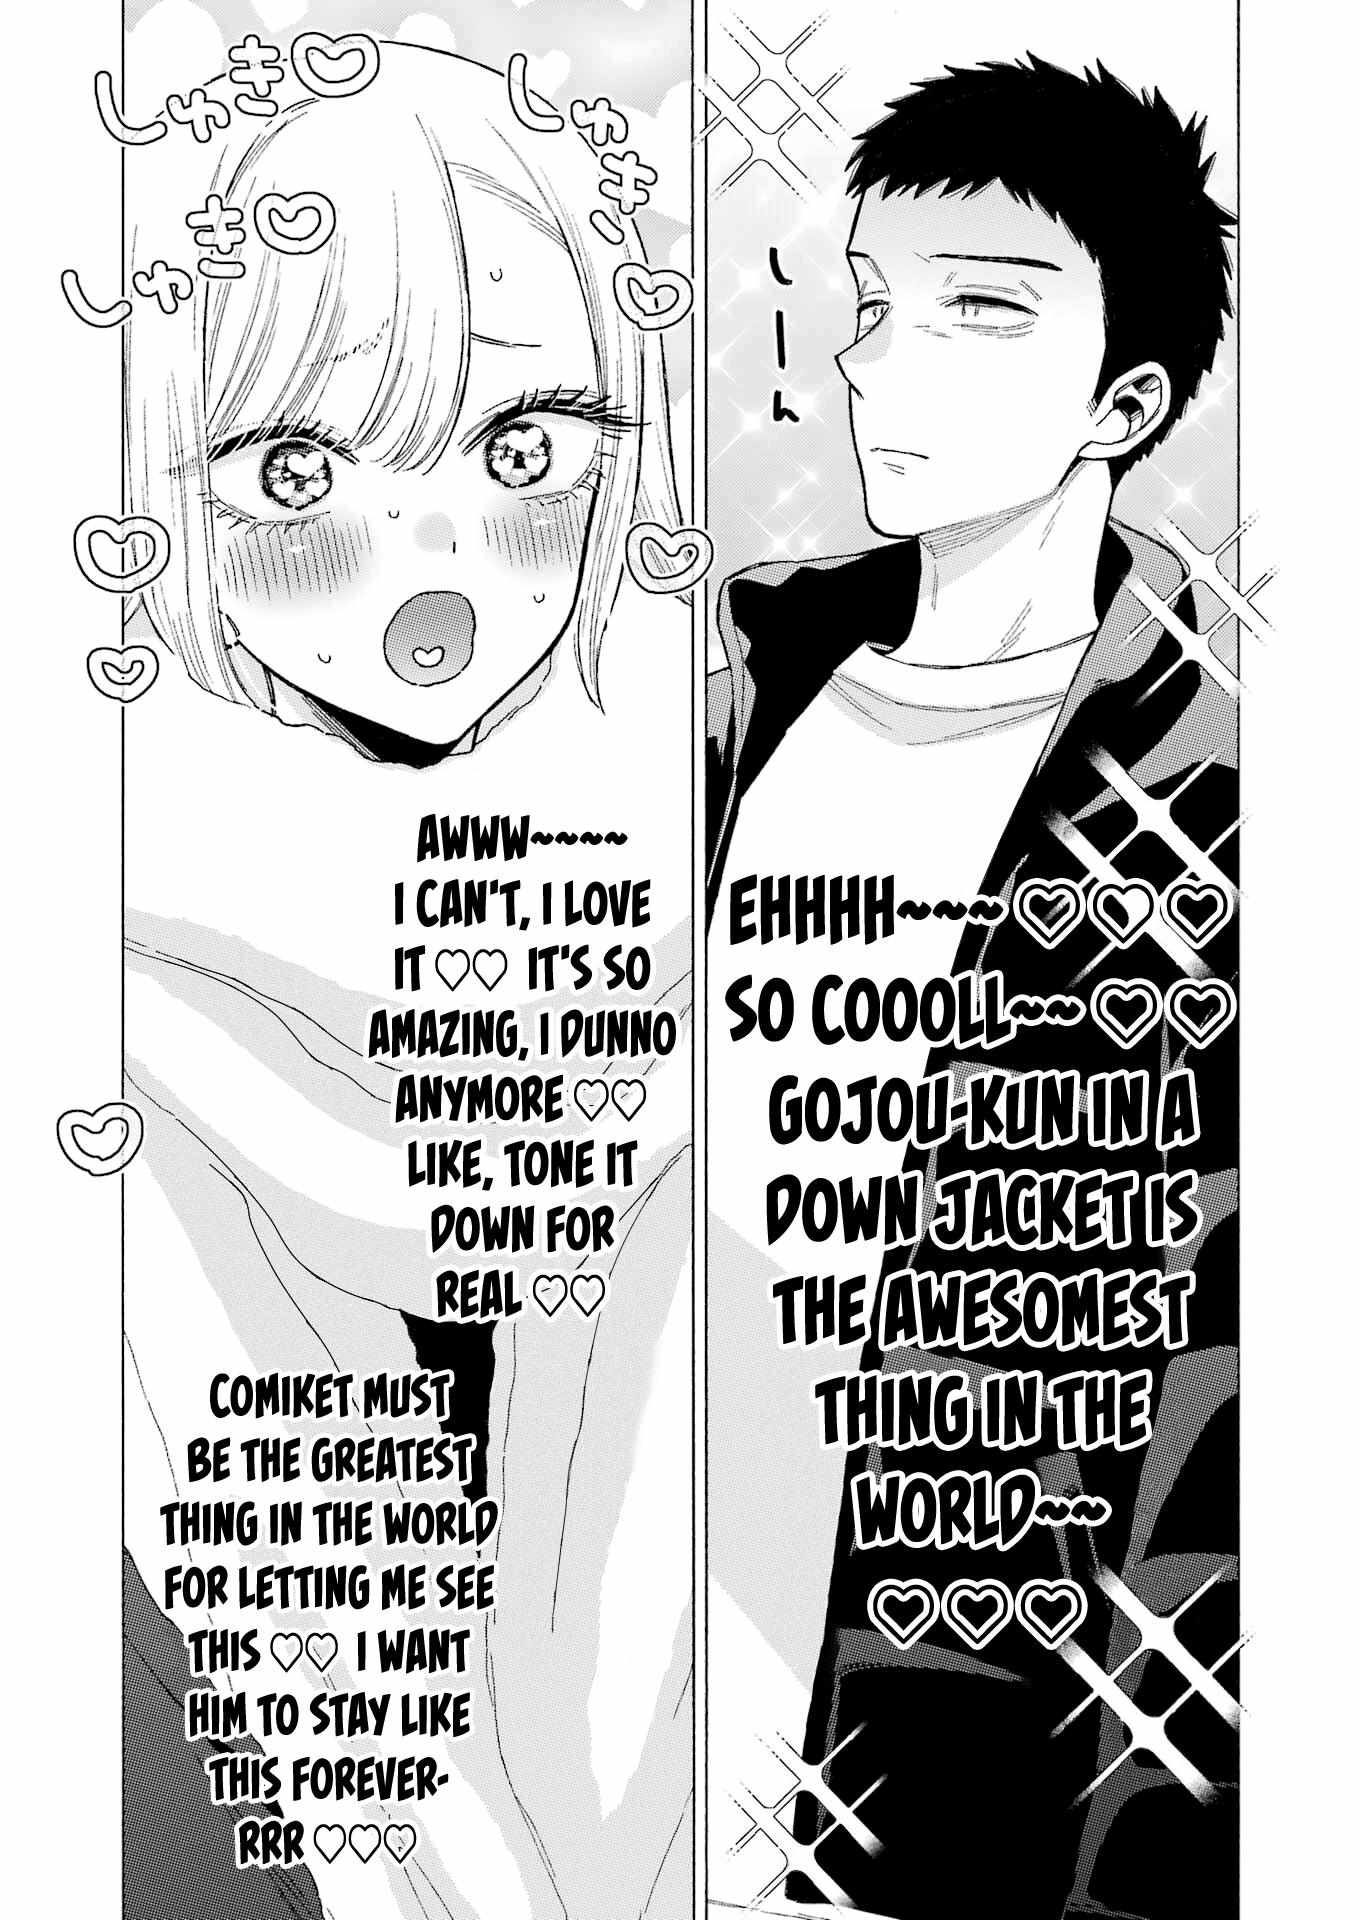 しーん
EHHHH~~~♡♡♡
SO COOOLL~~♡♡
GOJOU-KUN IN A
DOWN JACKET IS
THE AWESOMEST
THING IN THE
WORLD~~
♡♡♡
しゅき♡
しゅき♡
しゅき
しゅき♡
AWWW~~~~
I CAN'T, I LOVE
IT ♡♡ IT'S SO
AMAZING, I DUNNO
ANYMORE ♡♡
LIKE, TONE IT
DOWN FOR
REAL ♡♡
COMIKET MUST
BE THE GREATEST
THING IN THE WORLD
FOR LETTING ME SEE
THIS ♡♡ I WANT
HIM TO STAY LIKE
THIS FOREVER-
RRR ♡♡♡